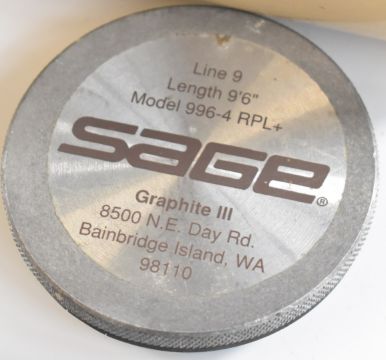 Line 9
Length 9'6"
Model 996-4 RPL+
SAGE®
Graphite III
8500 N.E. Day Rd.
Bainbridge Island, WA
98110